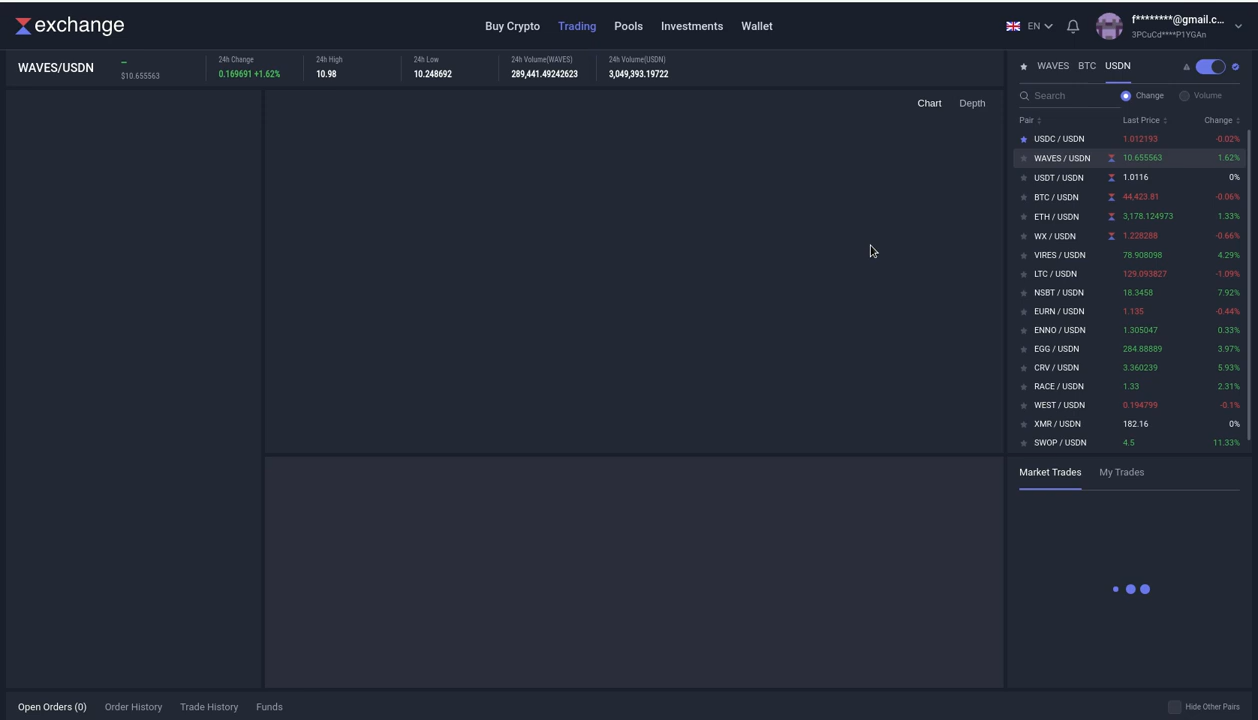 exchange
Buy Crypto Trading Pools Investments Wallet
EN
f********@gmail.c...
3PCuCd****P1YGAn
WAVES/USDN
–
$10.655563
24h Change
0.169691 +1.62%
24h High
10.98
24h Low
10.248692
24h Volume(WAVES)
289,441.49242623
24h Volume(USDN)
3,049,393.19722
Chart Depth
WAVES BTC USDN
Search Change Volume
Pair Last Price Change
USDC / USDN 1.012193 -0.02%
WAVES / USDN 10.655563 1.62%
USDT / USDN 1.0116 0%
BTC / USDN 44,423.81 -0.06%
ETH / USDN 3,178.124973 1.33%
WX / USDN 1.228288 -0.66%
VIRES / USDN 78.908098 4.29%
LTC / USDN 129.093827 -1.09%
NSBT / USDN 18.3458 7.92%
EURN / USDN 1.135 -0.44%
ENNO / USDN 1.305047 0.33%
EGG / USDN 284.88889 3.97%
CRV / USDN 3.360239 5.93%
RACE / USDN 1.33 2.31%
WEST / USDN 0.194799 -0.1%
XMR / USDN 182.16 0%
SWOP / USDN 4.5 11.33%
Market Trades My Trades
Open Orders (0) Order History Trade History Funds
Hide Other Pairs